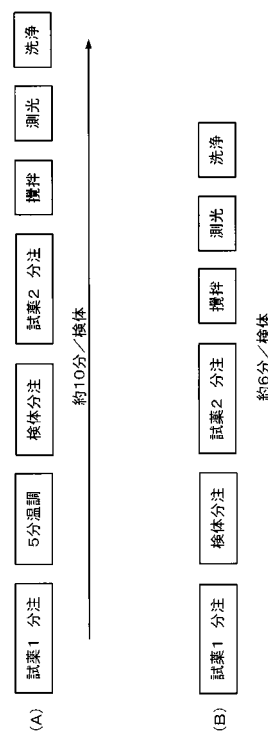 (A)
試薬1 分注
5分温調
検体分注
試薬2 分注
攪拌
測光
洗浄
約10分/検体
(B)
試薬1 分注
検体分注
試薬2 分注
攪拌
測光
洗浄
約6分/検体